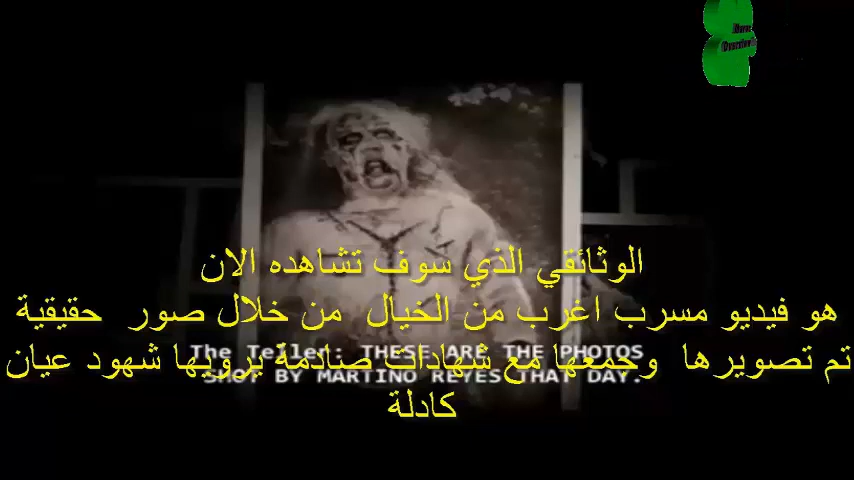 الوثائقي الذي سوف تشاهده الان
هو فيديو مسرب اغرب من الخيال من خلال صور حقيقية
The Teller: THESE ARE THE PHOTOS
تم تصويرها وجمعها مع شهادات صادمة يرويها شهود عيان
SHOT BY MARTINO REYES THAT DAY.
كادلة